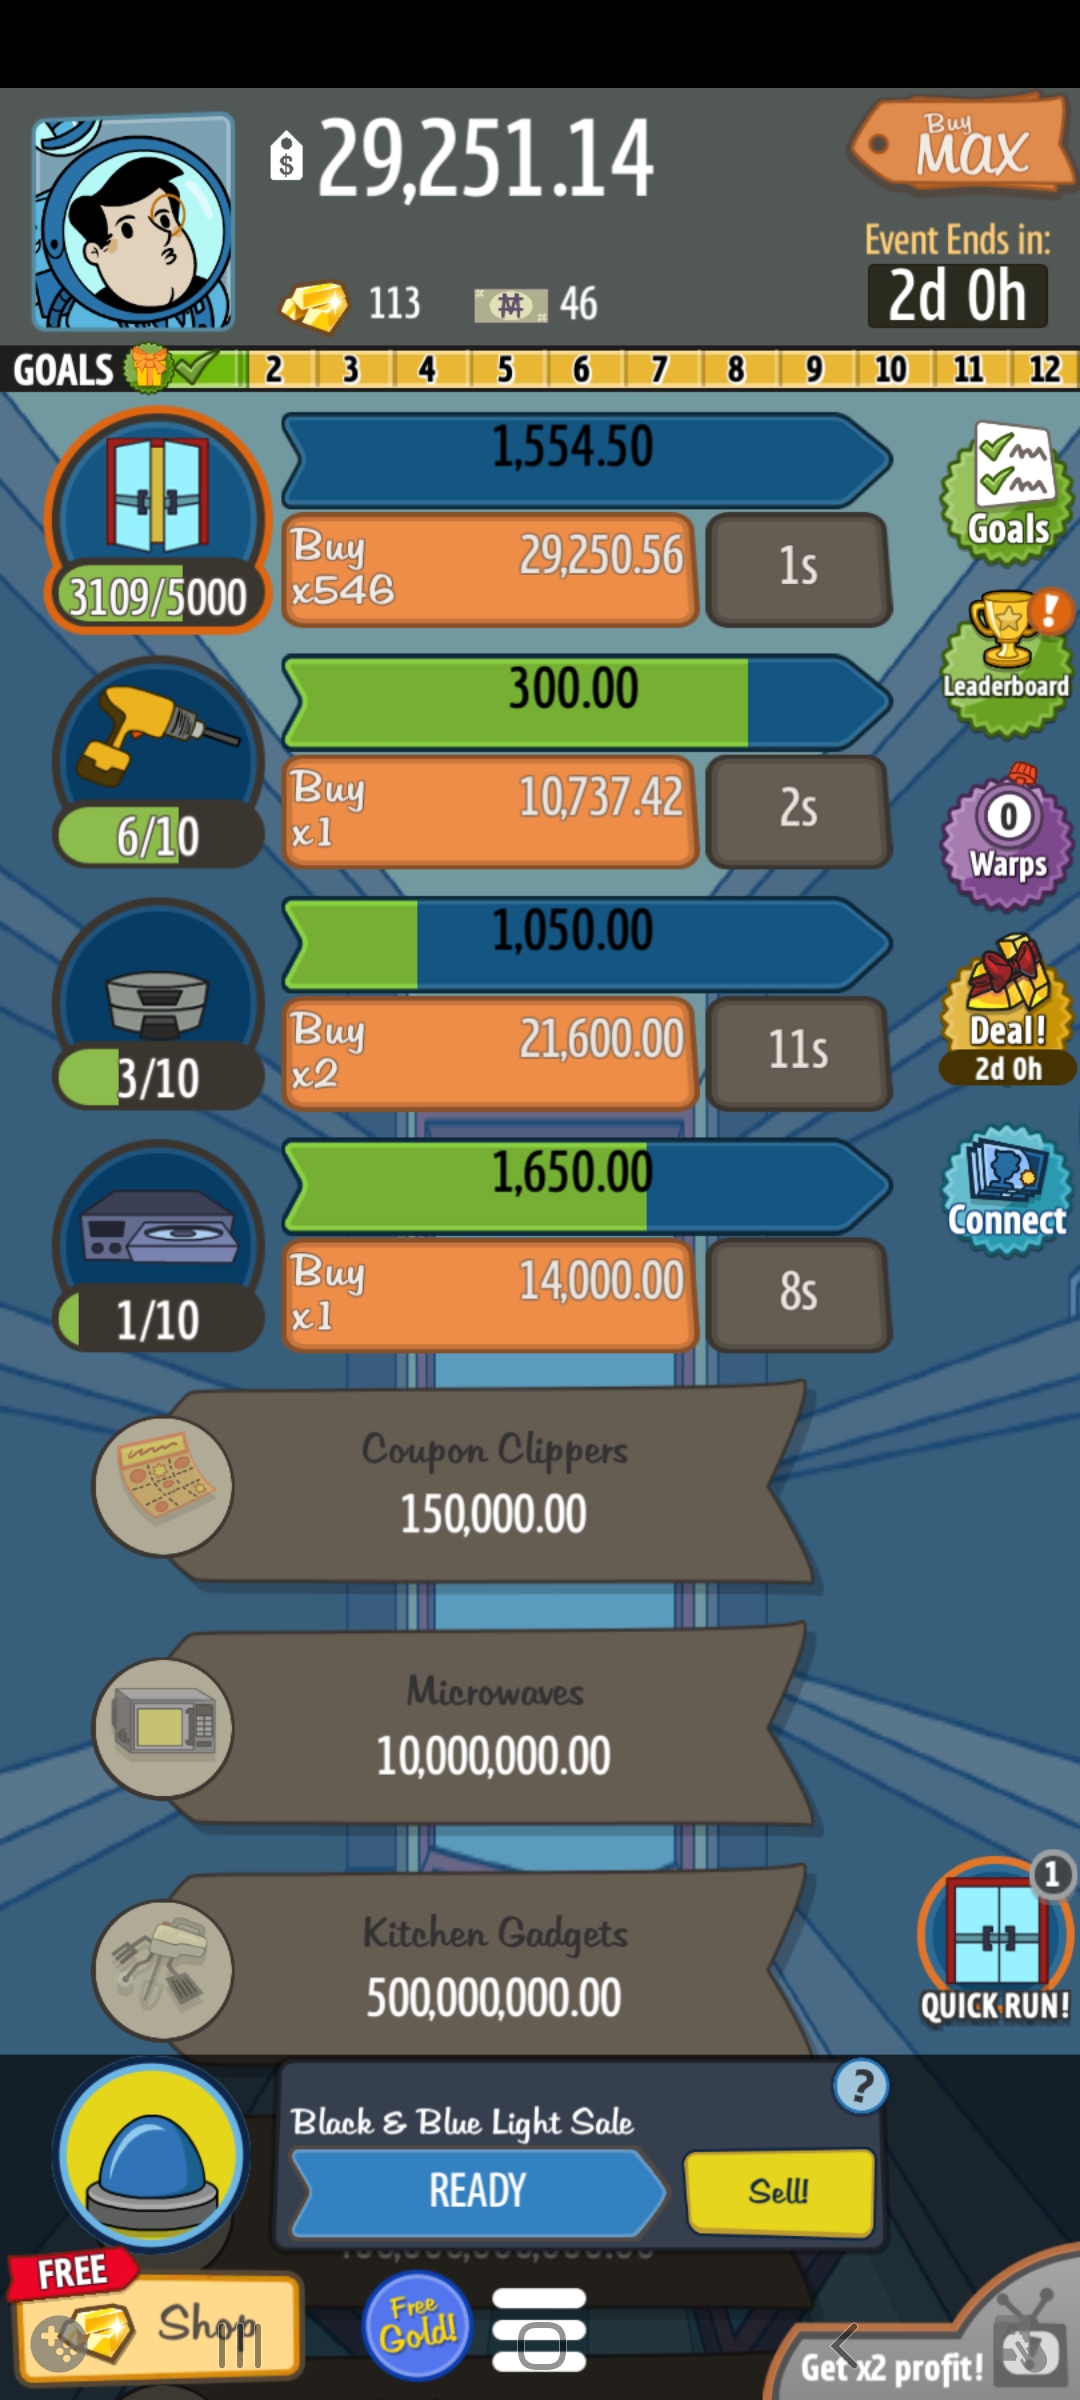 29,251.14
Buy
MAX
Event Ends in:
113
46
2d 0h
GOALS 2 3 4 5 6 7 8 9 10 11 12
1,554.50
Buy
x546
29,250.56
1s
3109/5000
Goals
300.00
Buy
x1
10,737.42
2s
6/10
!
Leaderboard
0
Warps
1,050.00
Buy
x2
21,600.00
11s
3/10
Deal!
2d 0h
1,650.00
Buy
x1
14,000.00
8s
1/10
Connect
Coupon Clippers
150,000.00
Microwaves
10,000,000.00
Kitchen Gadgets
500,000,000.00
1
QUICK RUN!
?
Black & Blue Light Sale
READY
Sell!
FREE
Shop
Free
Gold!
Get x2 profit!